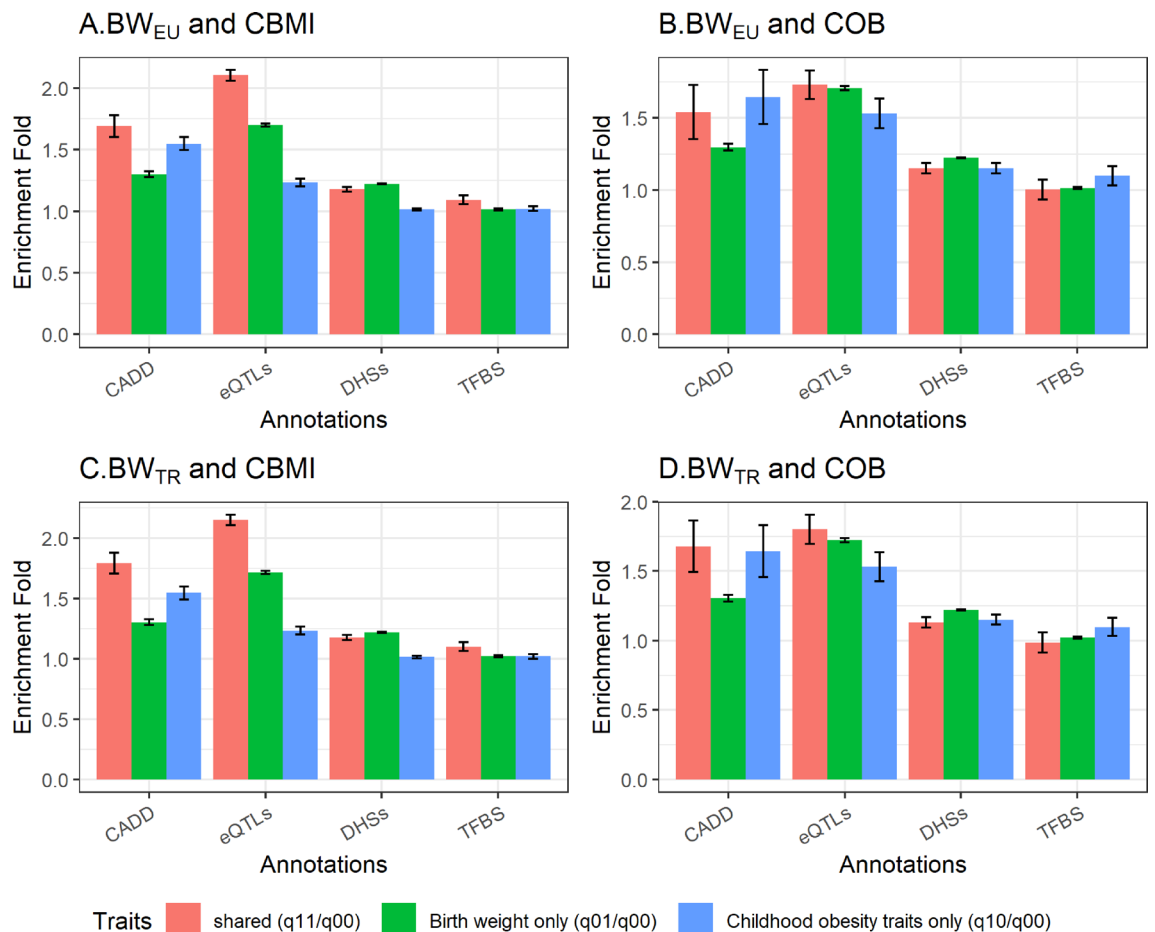 A.BW_EU and CBMI
Enrichment Fold
2.0
1.5
1.0
0.5
0.0
CADD
eQTLs
DHSs
TFBS
Annotations
B.BW_EU and COB
Enrichment Fold
1.5
1.0
0.5
0.0
CADD
eQTLs
DHSs
TFBS
Annotations
C.BW_TR and CBMI
Enrichment Fold
2.0
1.5
1.0
0.5
0.0
CADD
eQTLs
DHSs
TFBS
Annotations
D.BW_TR and COB
Enrichment Fold
2.0
1.5
1.0
0.5
0.0
CADD
eQTLs
DHSs
TFBS
Annotations
Traits shared (q11/q00) Birth weight only (q01/q00) Childhood obesity traits only (q10/q00)